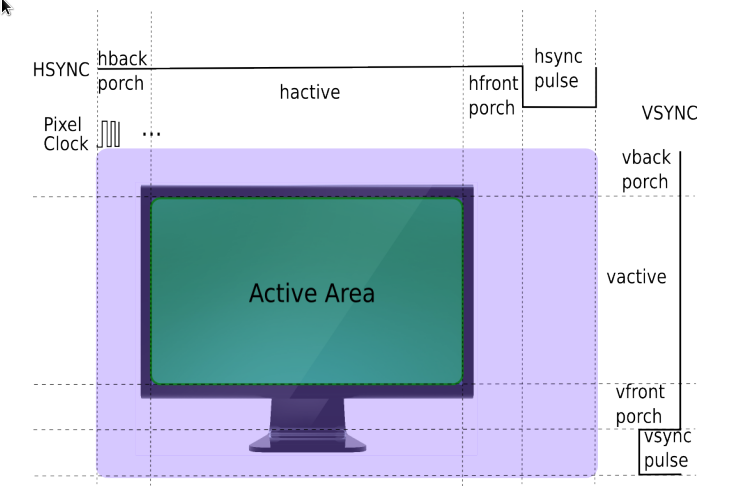 HSYNC
hback
porch
hactive
hfront
porch
hsync
pulse
VSYNC
Pixel
Clock
...
vback
porch
vactive
Active Area
vfront
porch
vsync
pulse